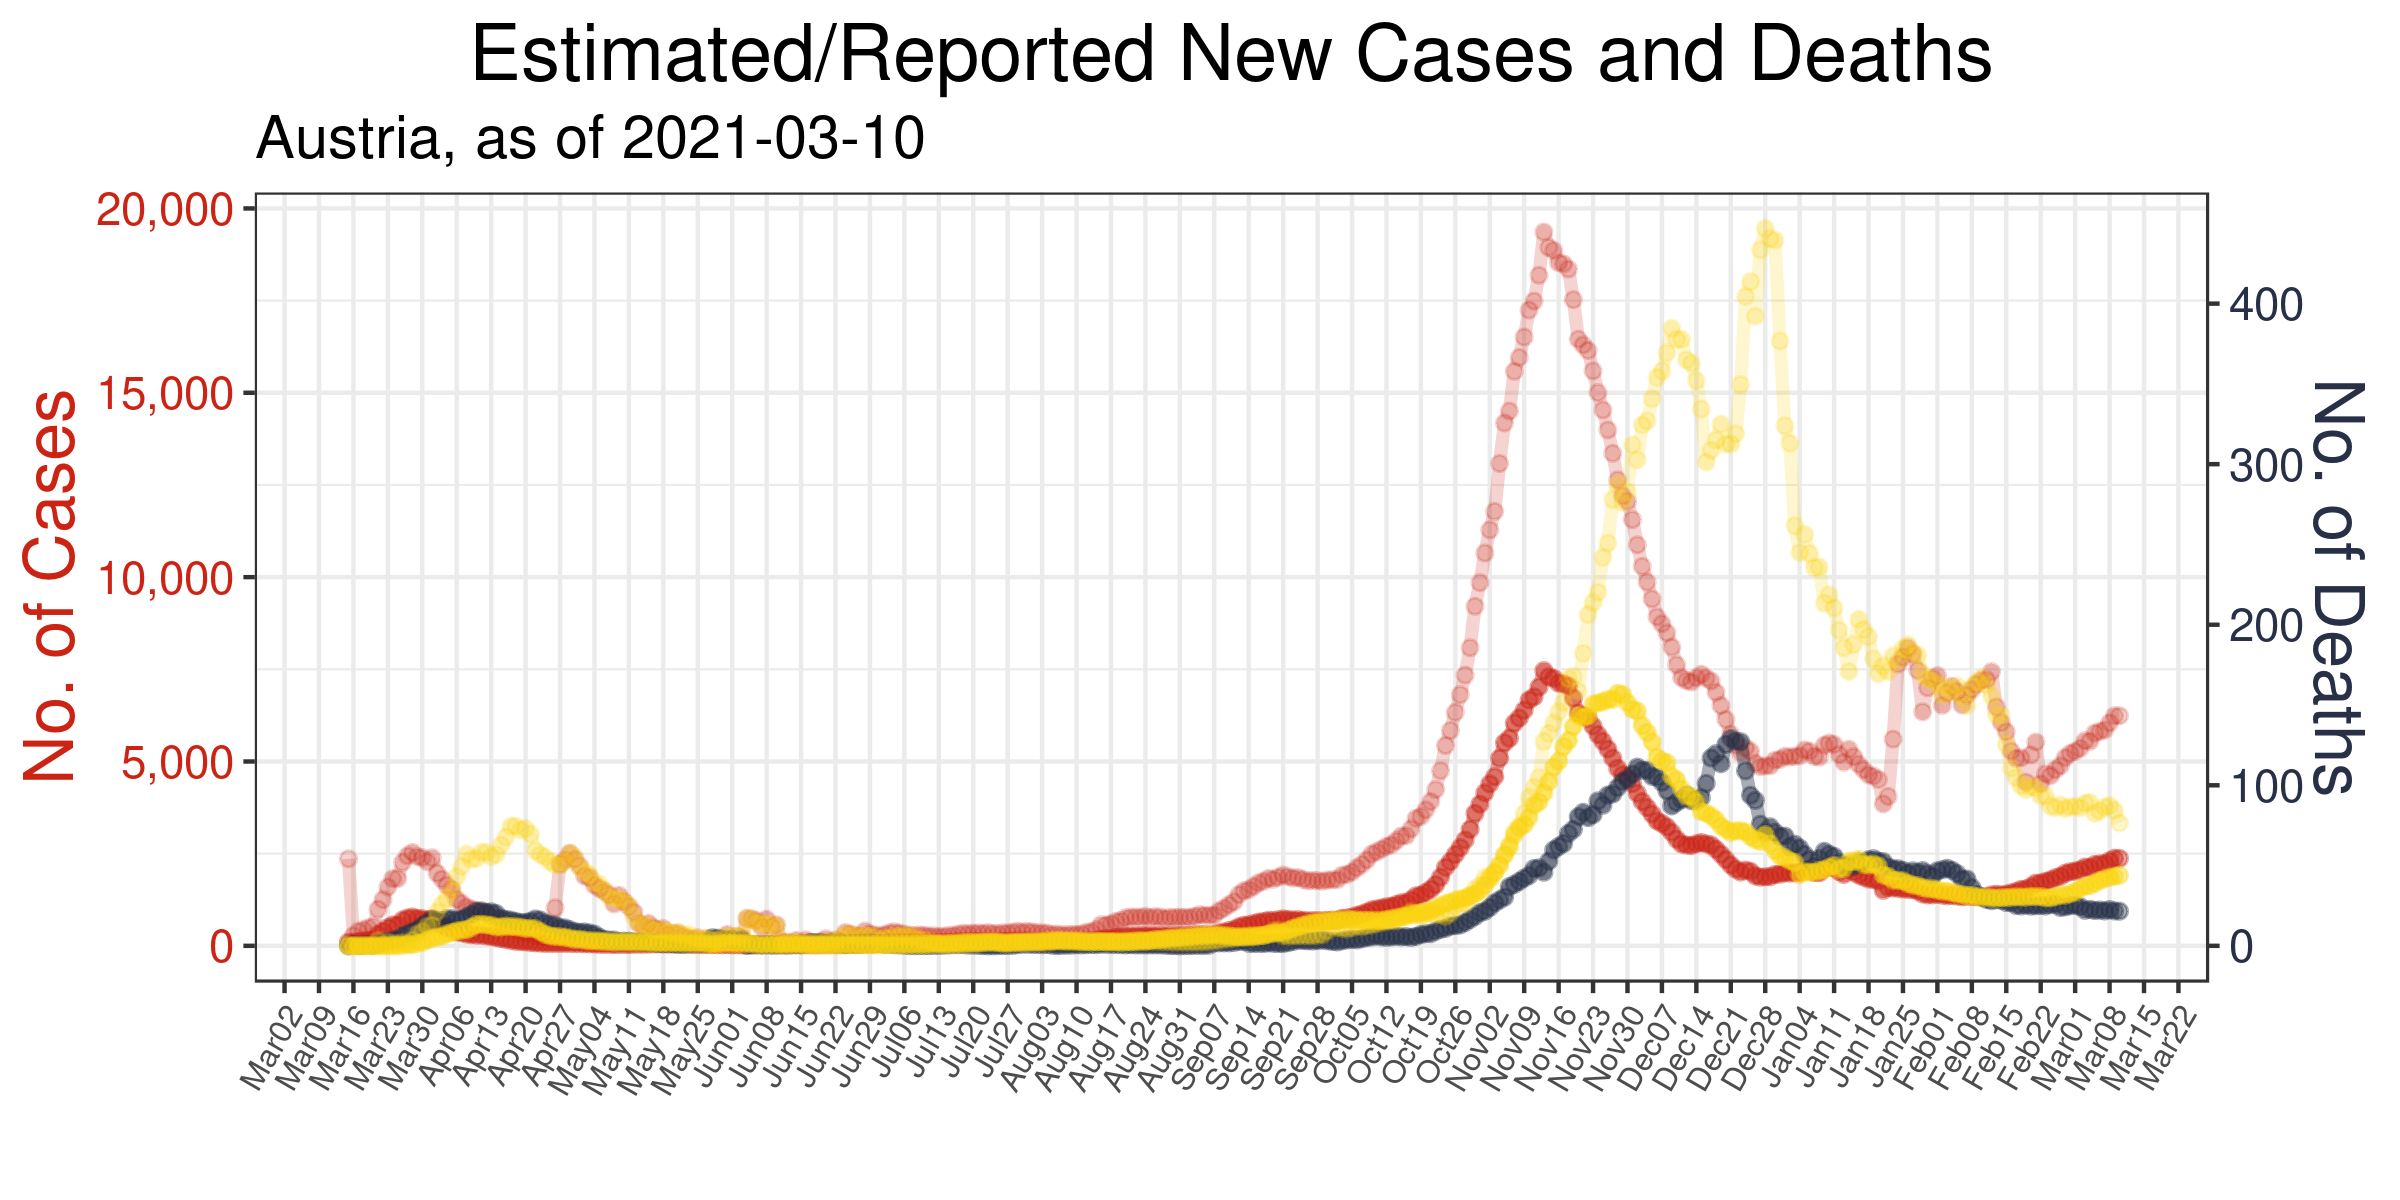 Estimated/Reported New Cases and Deaths
Austria, as of 2021-03-10
No. of Cases
20,000
15,000
10,000
5,000
0
400
300
200
100
0
No. of Deaths
Mar02
Mar09
Mar16
Mar23
Mar30
Apr06
Apr13
Apr20
Apr27
May04
May11
May18
May25
Jun01
Jun08
Jun15
Jun22
Jun29
Jul06
Jul13
Jul20
Jul27
Aug03
Aug10
Aug17
Aug24
Aug31
Sep07
Sep14
Sep21
Sep28
Oct05
Oct12
Oct19
Oct26
Nov02
Nov09
Nov16
Nov23
Nov30
Dec07
Dec14
Dec21
Dec28
Jan04
Jan11
Jan18
Jan25
Feb01
Feb08
Feb15
Feb22
Mar01
Mar08
Mar15
Mar22